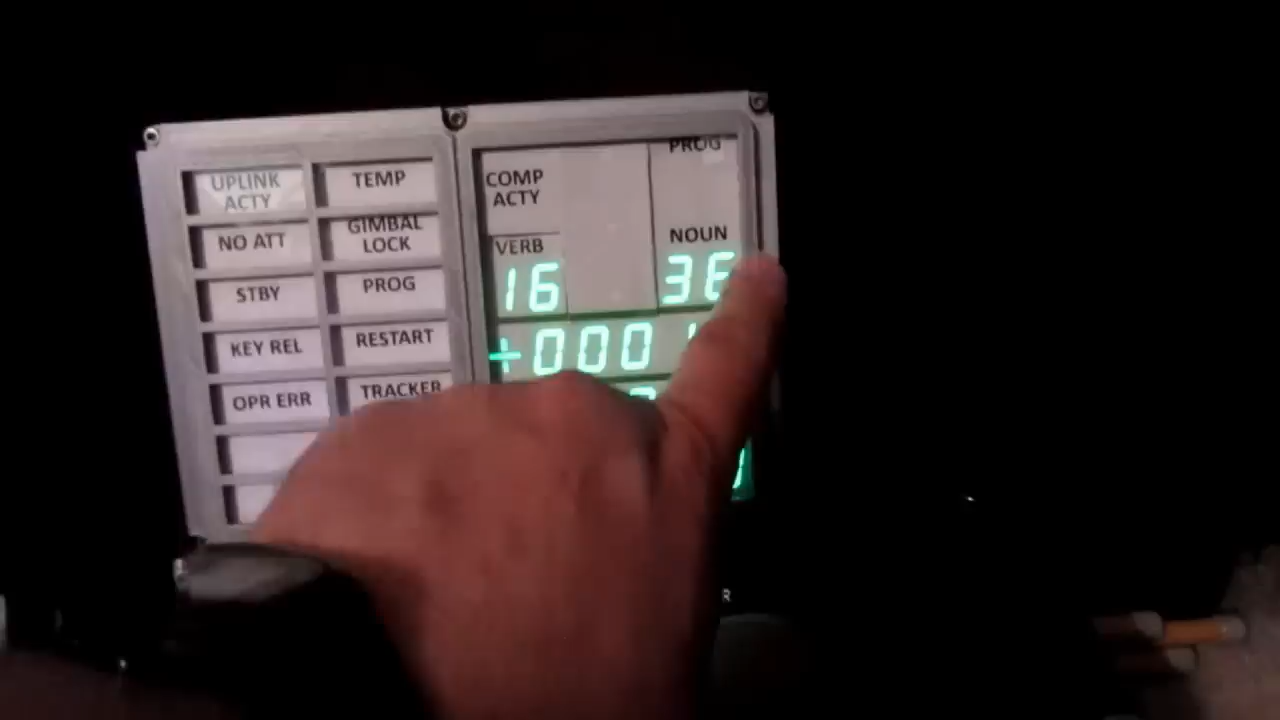 UPLINK
ACTY
TEMP
NO ATT
GIMBAL
LOCK
STBY
PROG
KEY REL
RESTART
OPR ERR
TRACKER
COMP
ACTY
PROG
VERB
NOUN
16
+000